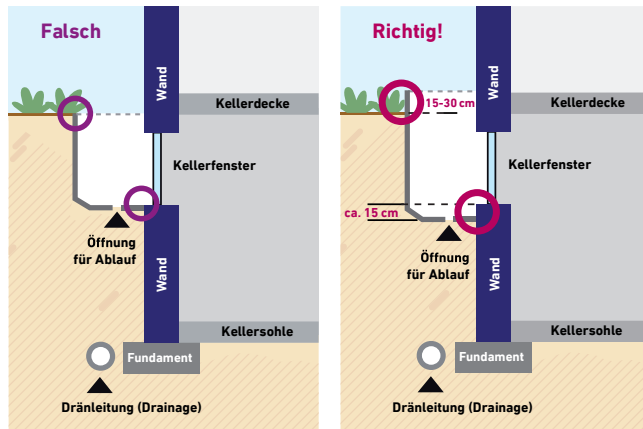 Falsch
Wand
Kellerdecke
Kellerfenster
Öffnung
für Ablauf
Wand
Kellersohle
Fundament
Dränleitung (Drainage)
Richtig!
Wand
15-30 cm
Kellerdecke
Kellerfenster
ca. 15 cm
Öffnung
für Ablauf
Wand
Kellersohle
Fundament
Dränleitung (Drainage)